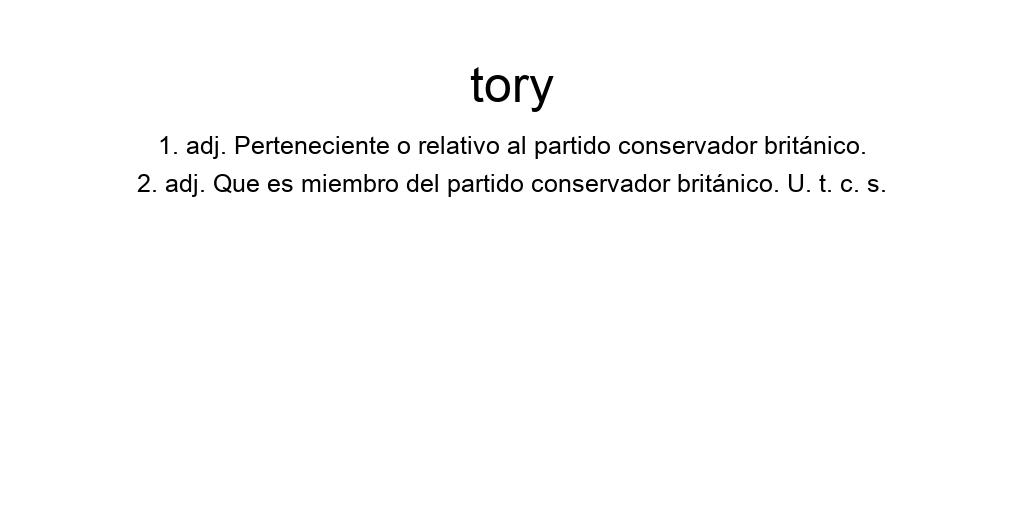 tory
1. adj. Perteneciente o relativo al partido conservador británico.
2. adj. Que es miembro del partido conservador británico. U. t. c. s.